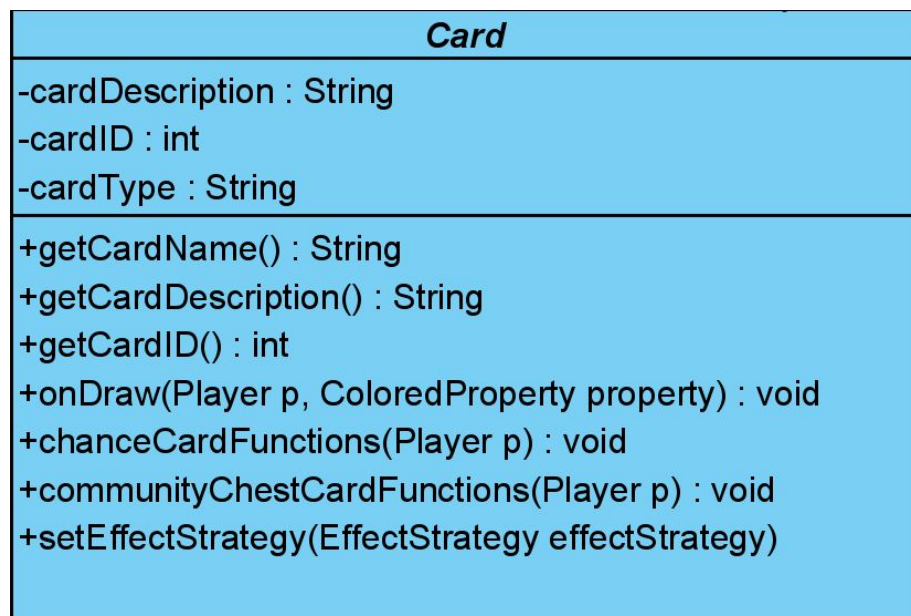 Card
-cardDescription : String
-cardID : int
-cardType : String
+getCardName() : String
+getCardDescription() : String
+getCardID() : int
+onDraw(Player p, ColoredProperty property) : void
+chanceCardFunctions(Player p) : void
+communityChestCardFunctions(Player p) : void
+setEffectStrategy(EffectStrategy effectStrategy)